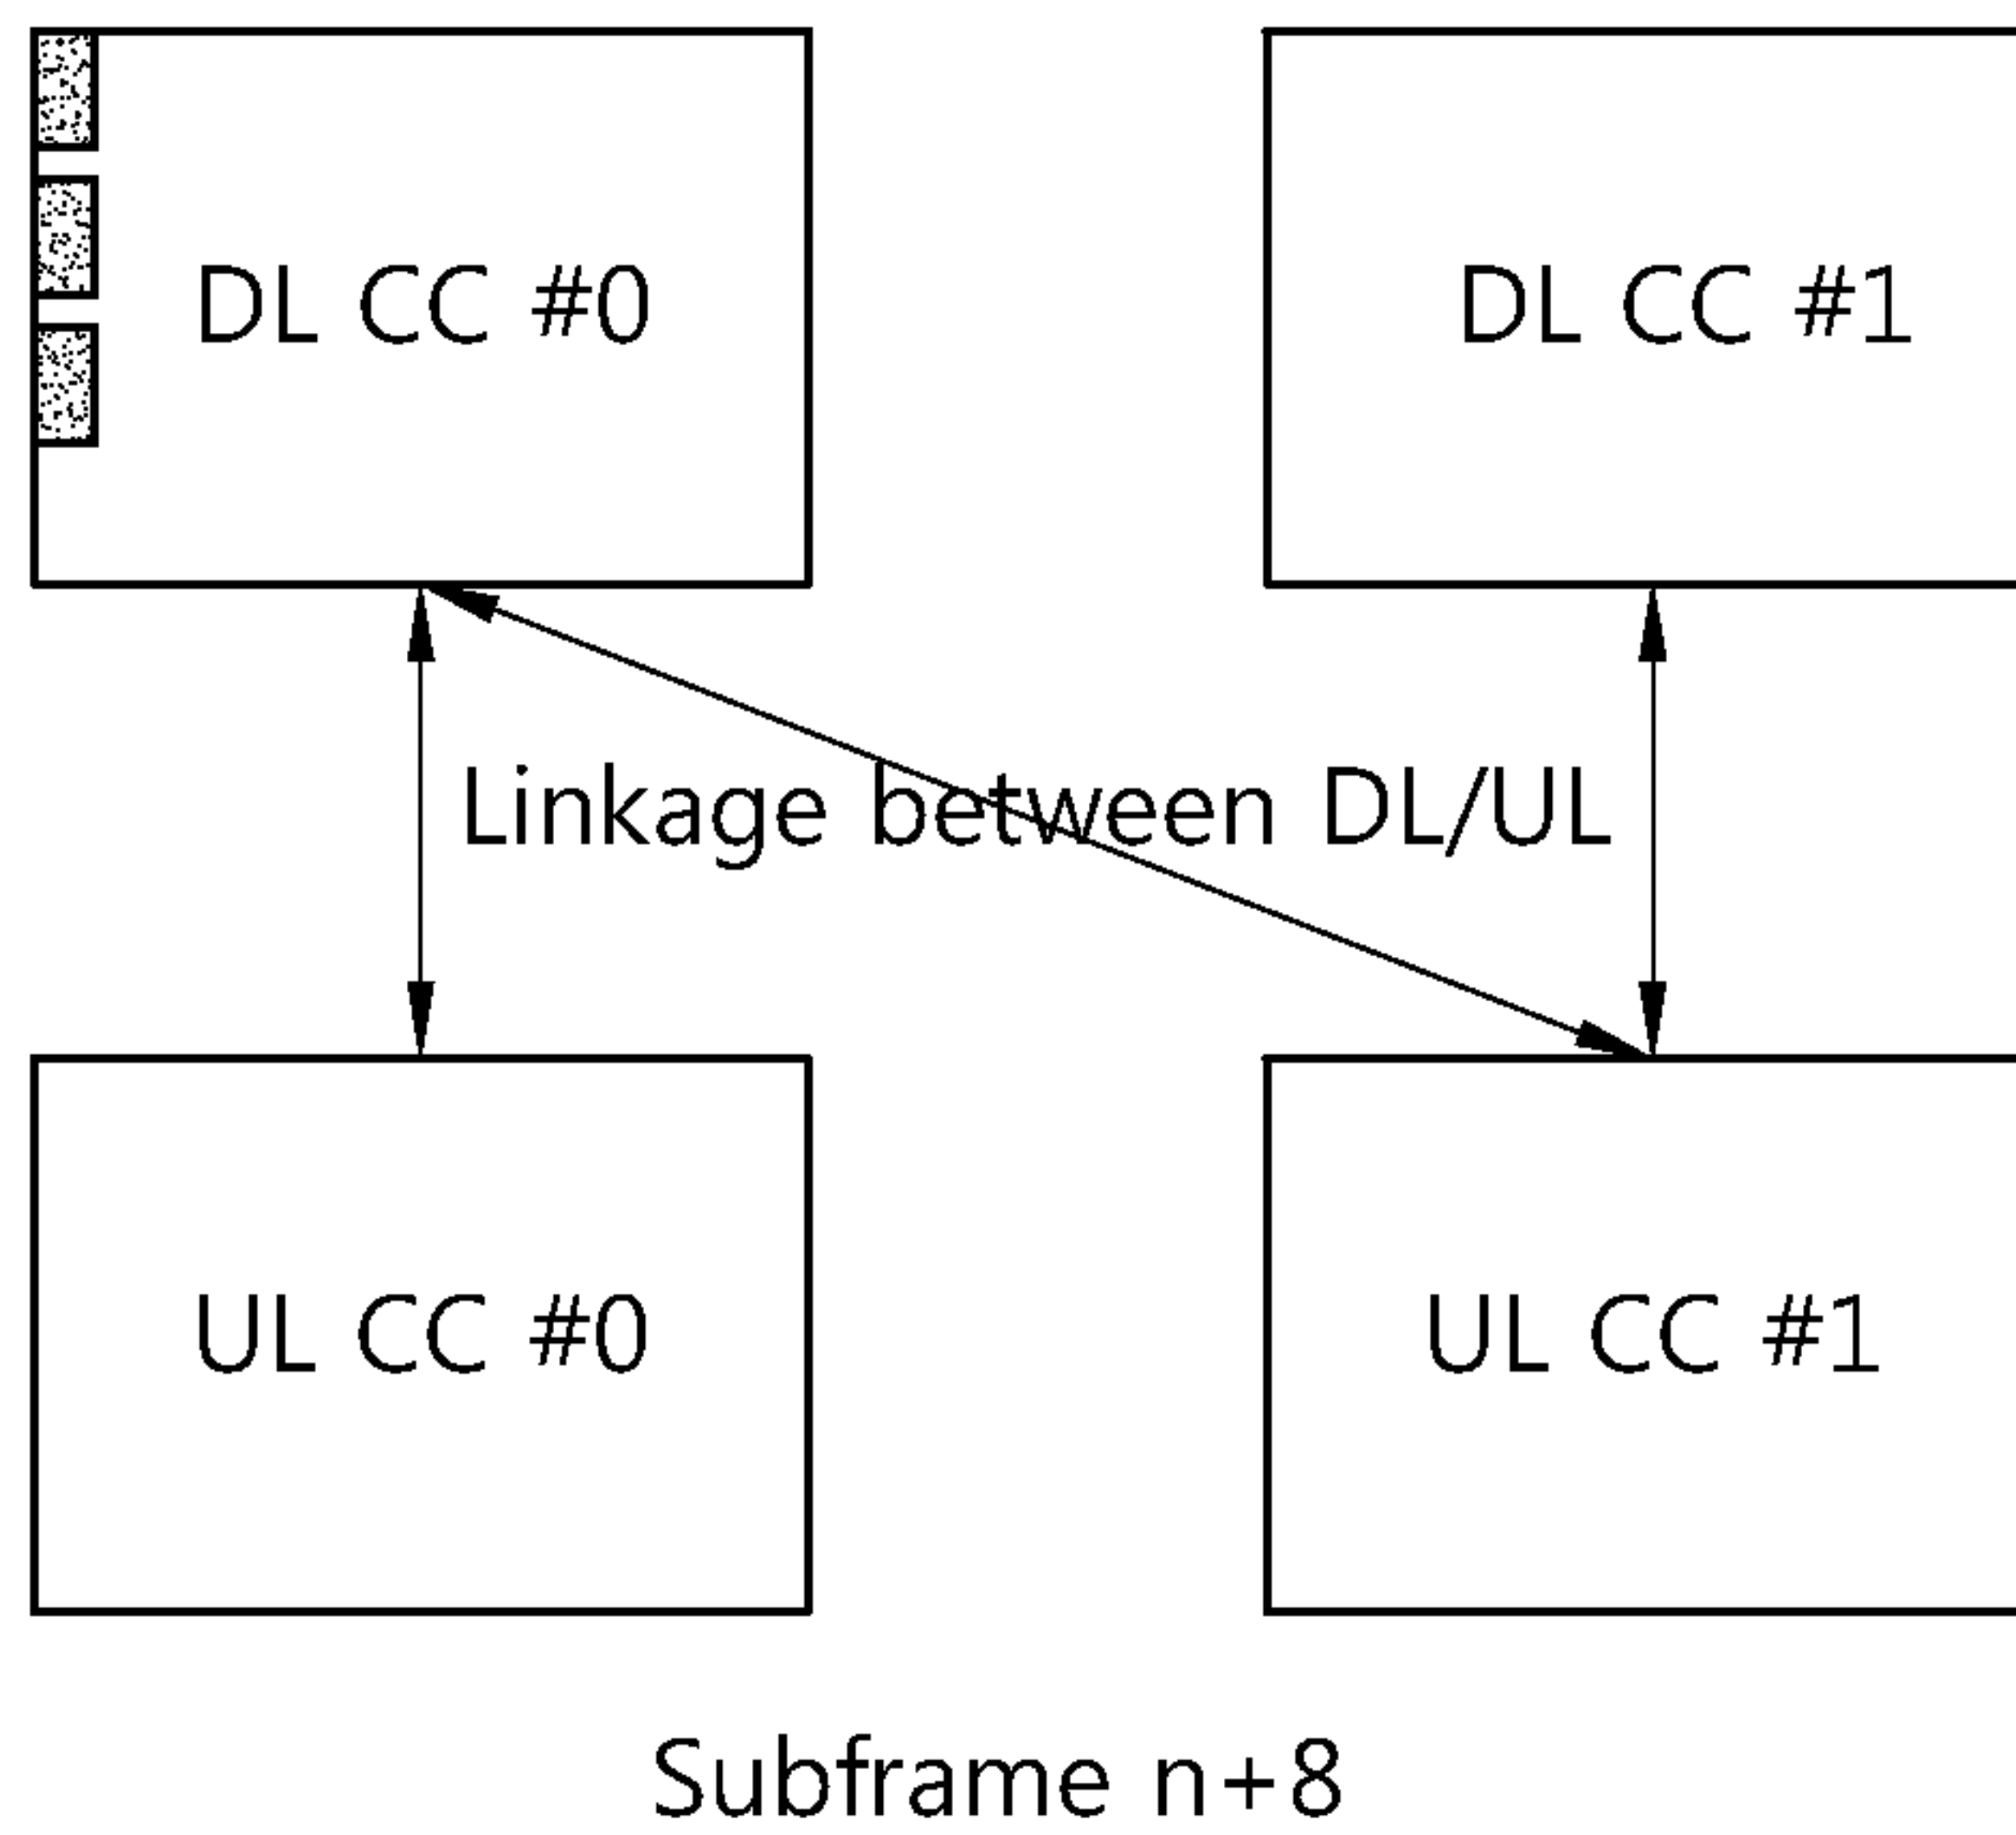 DL CC #0
DL CC #1
Linkage between DL/UL
UL CC #0
UL CC #1
Subframe n+8